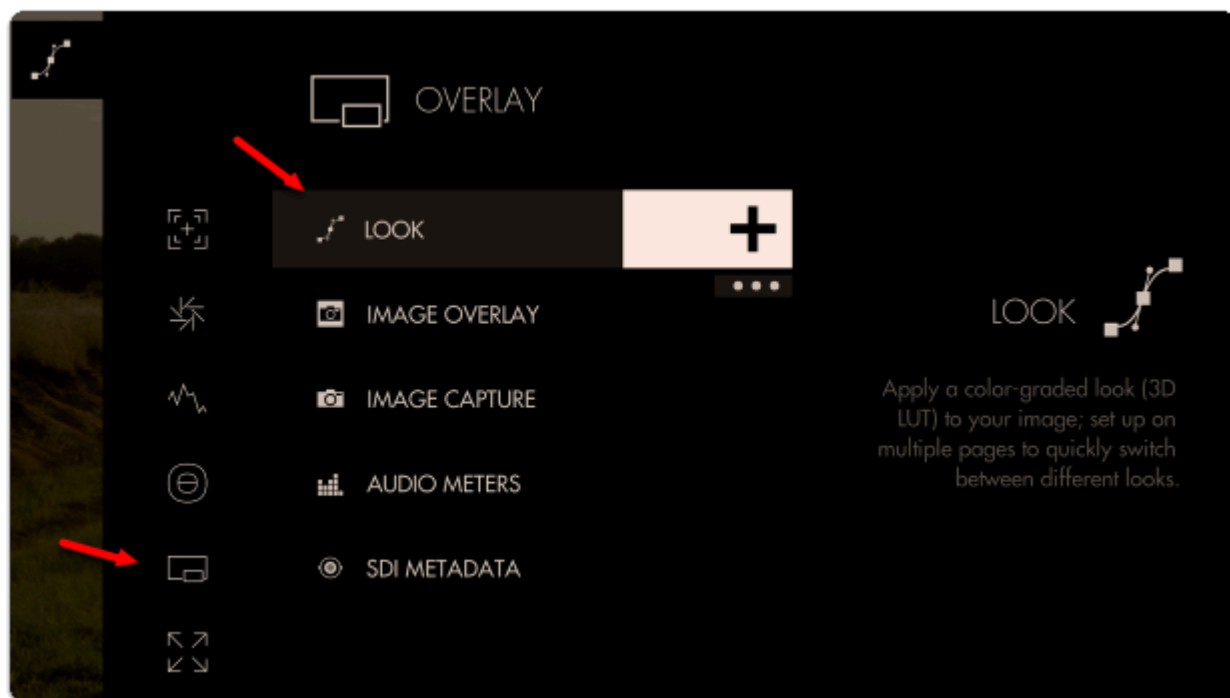 OVERLAY
LOOK
IMAGE OVERLAY
IMAGE CAPTURE
AUDIO METERS
SDI METADATA
LOOK
Apply a color-graded look (3D
LUT) to your image; set up on
multiple pages to quickly switch
between different looks.